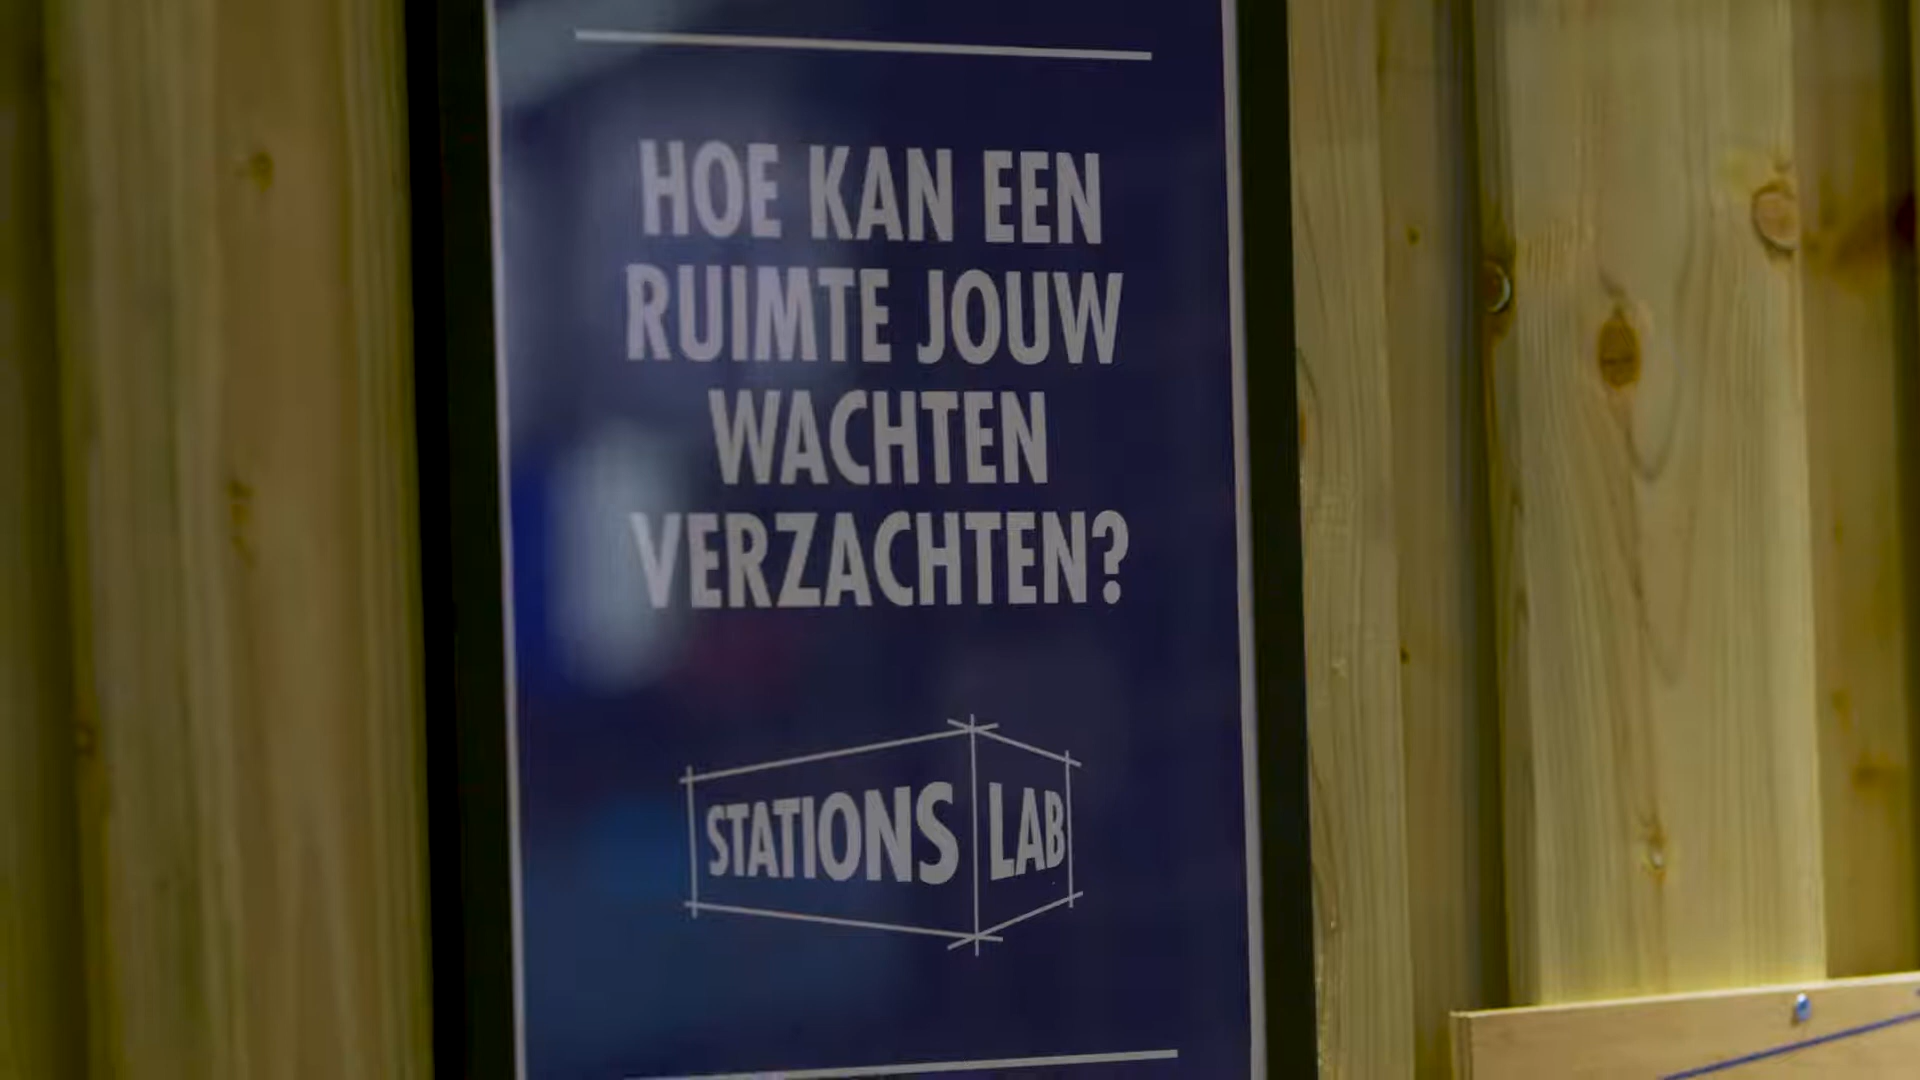 HOE KAN EEN
RUIMTE JOUW
WACHTEN
VERZACHTEN?
STATIONS LAB